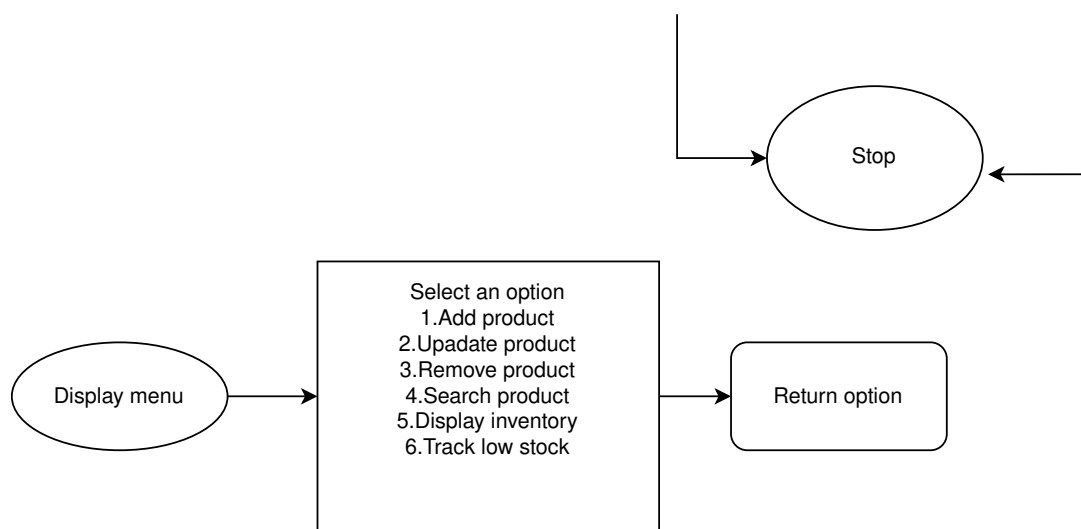 Stop
Select an option
1.Add product
2.Upadate product
3.Remove product
4.Search product
5.Display inventory
6.Track low stock
Display menu
Return option